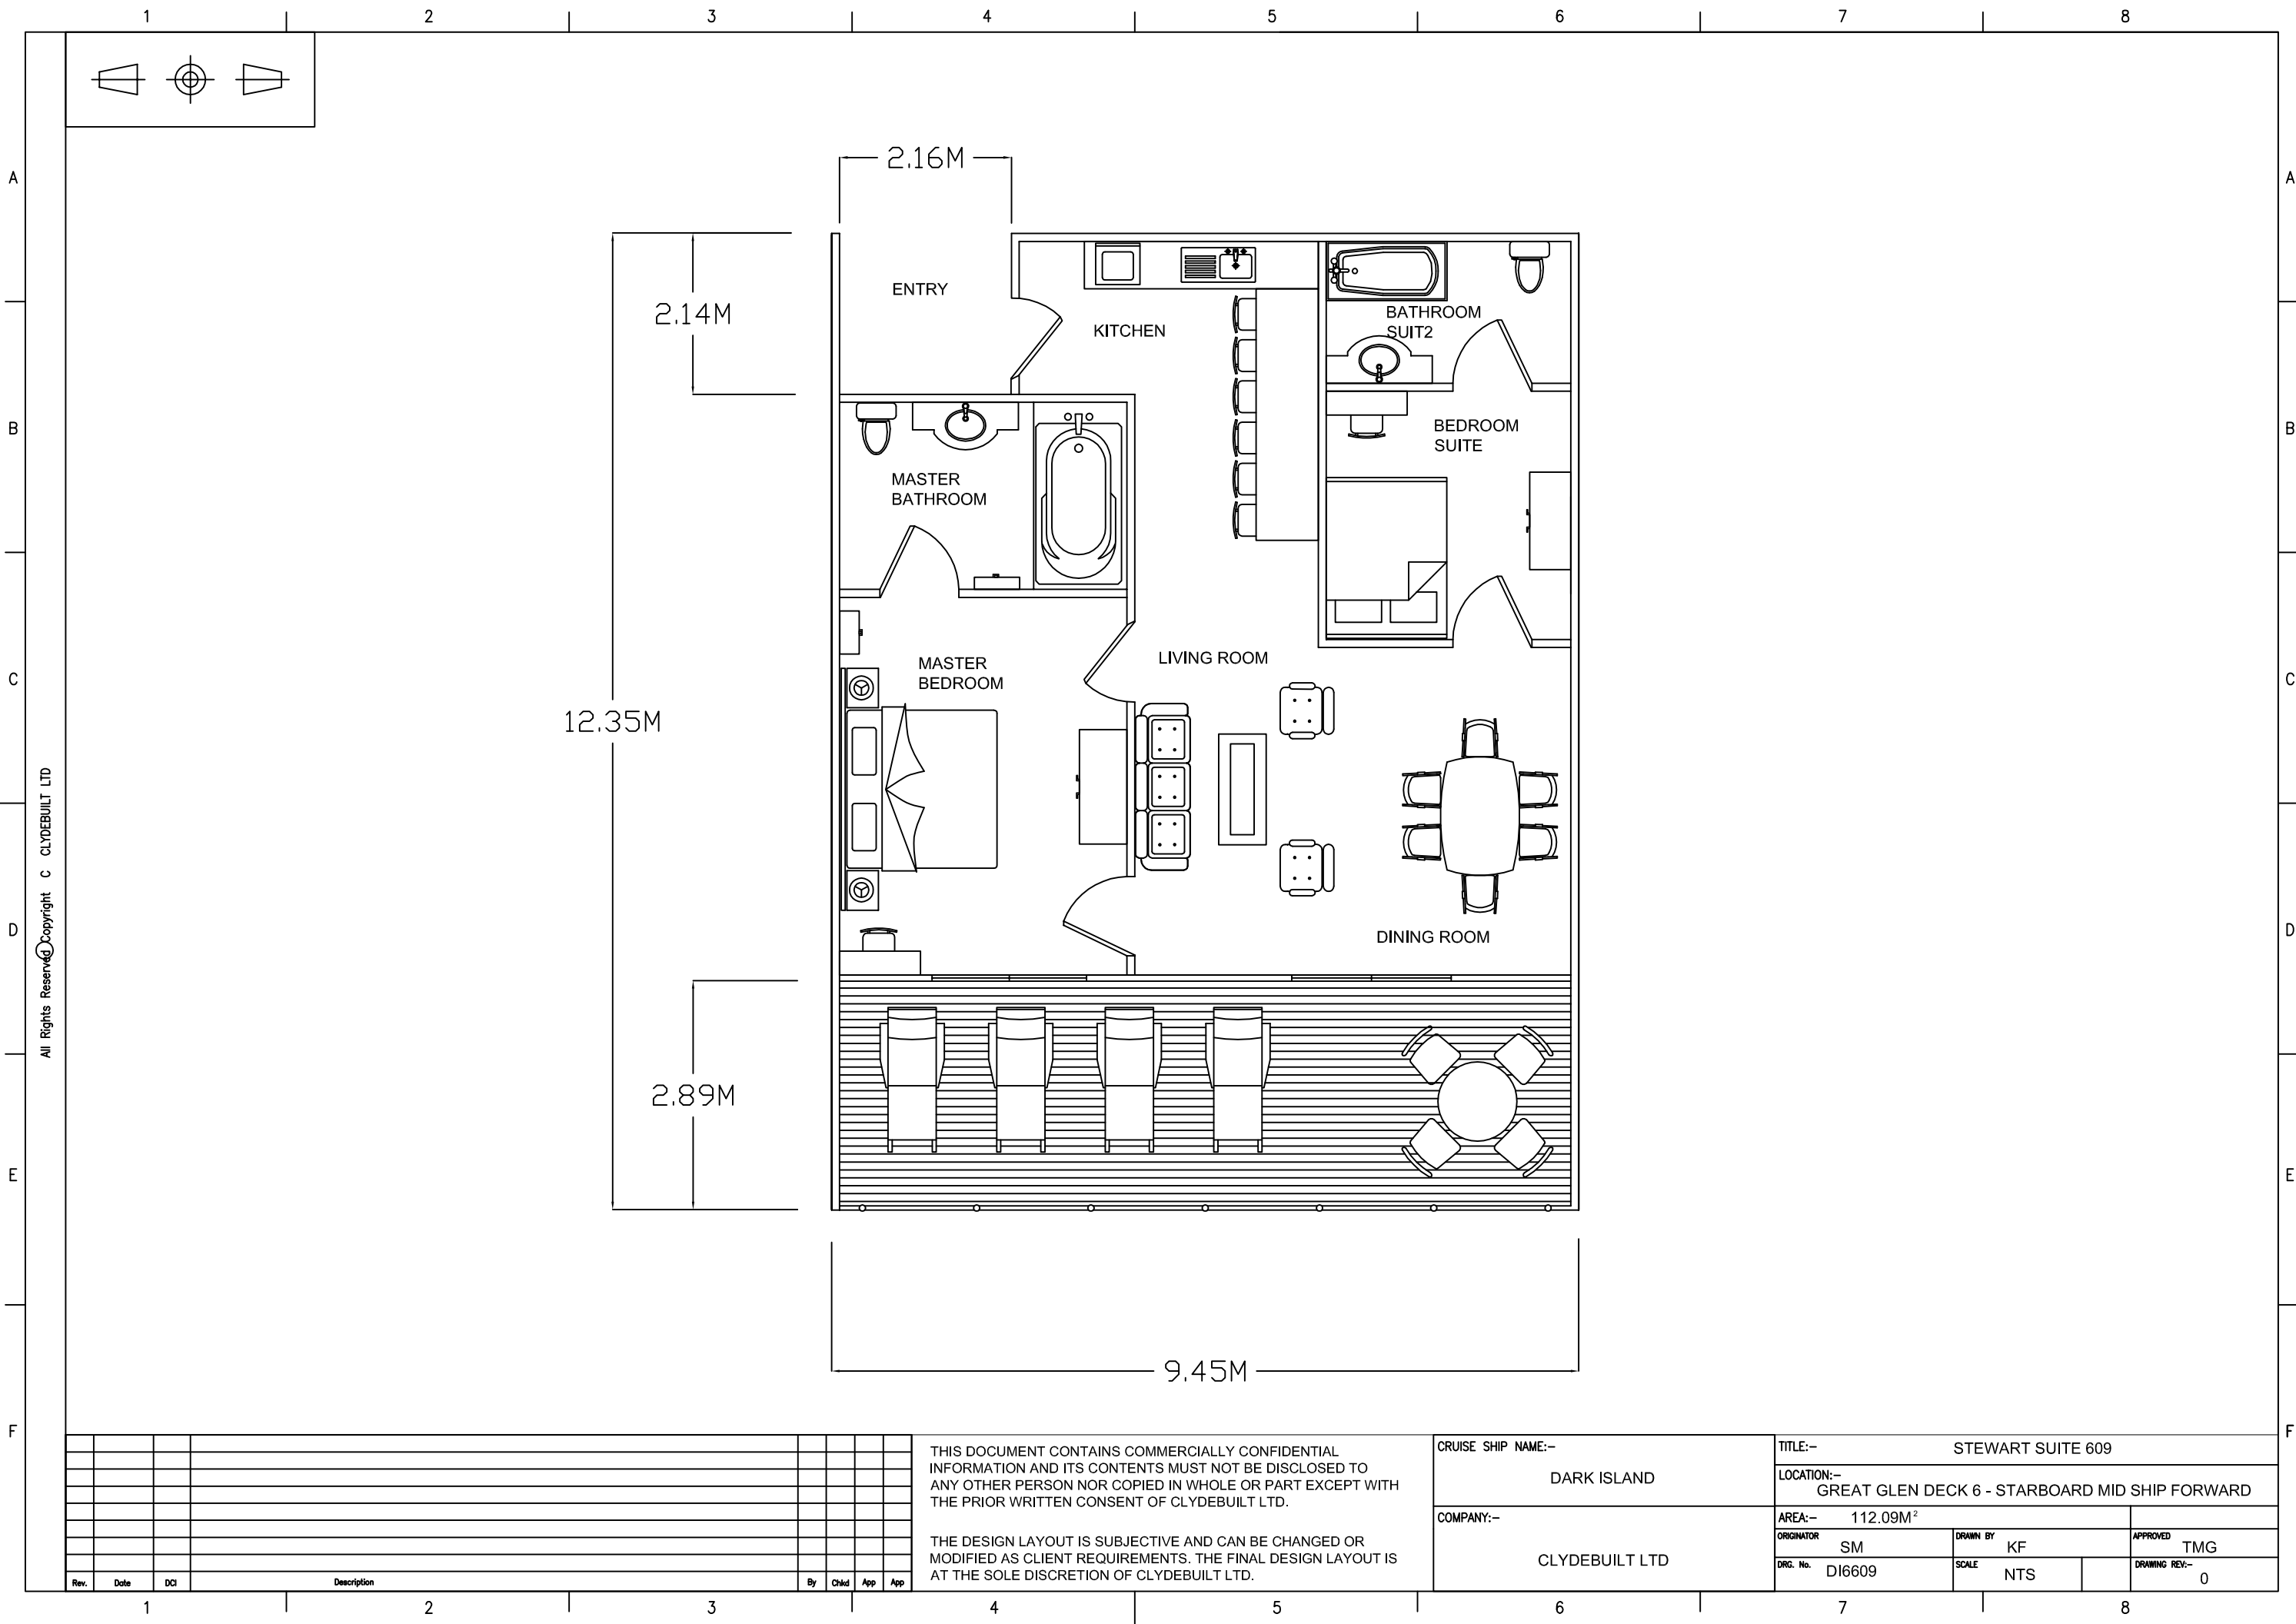 1 2 3 4 5 6 7 8
A A
2.16M
ENTRY
2.14M
KITCHEN
BATHROOM
SUIT2
B B
BEDROOM
SUITE
MASTER
BATHROOM
LIVING ROOM
MASTER
BEDROOM
C C
12.35M
All Rights Reserved Copyright C CLYDEBUILT LTD
D D
DINING ROOM
2.89M
E E
9.45M
F F
THIS DOCUMENT CONTAINS COMMERCIALLY CONFIDENTIAL
INFORMATION AND ITS CONTENTS MUST NOT BE DISCLOSED TO
ANY OTHER PERSON NOR COPIED IN WHOLE OR PART EXCEPT WITH
THE PRIOR WRITTEN CONSENT OF CLYDEBUILT LTD.
THE DESIGN LAYOUT IS SUBJECTIVE AND CAN BE CHANGED OR
MODIFIED AS CLIENT REQUIREMENTS. THE FINAL DESIGN LAYOUT IS
AT THE SOLE DISCRETION OF CLYDEBUILT LTD.
CRUISE SHIP NAME:-
DARK ISLAND
COMPANY:-
CLYDEBUILT LTD
TITLE:- STEWART SUITE 609
LOCATION:-
GREAT GLEN DECK 6 - STARBOARD MID SHIP FORWARD
AREA:- 112.09M²
ORIGINATOR DRAWN BY APPROVED
SM KF TMG
DRG. No. DI6609 SCALE NTS DRAWING REV:- 0
Rev. Date DCI Description By Chkd App App
1 2 3 4 5 6 7 8